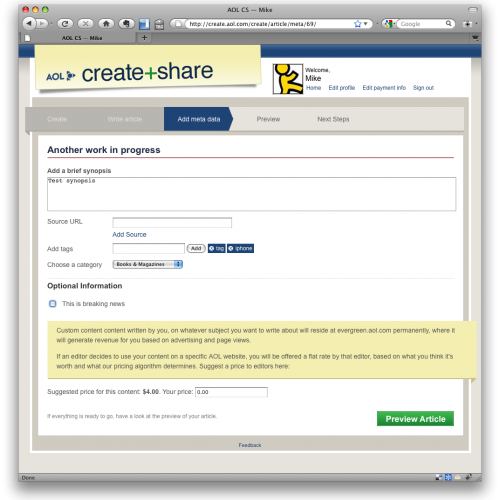 AOL CS — Mike
http://create.aol.com/create/article/meta/69/
Google
AOL CS — Mike
AOL create+share
Welcome,
Mike
Home Edit profile Edit payment info Sign out
Create Write article Add meta data Preview Next Steps
Another work in progress
Add a brief synopsis
Test synopsis
Source URL
Add Source
Add tags Add tag iphone
Choose a category Books & Magazines
Optional Information
This is breaking news
Custom content content written by you, on whatever subject you want to write about will reside at evergreen.aol.com permanently, where it
will generate revenue for you based on advertising and page views.
If an editor decides to use your content on a specific AOL website, you will be offered a flat rate by that editor, based on what you think it's
worth and what our pricing algorithm determines. Suggest a price to editors here:
Suggested price for this content: $4.00. Your price: 0.00
If everything is ready to go, have a look at the preview of your article. Preview Article
Feedback
Done